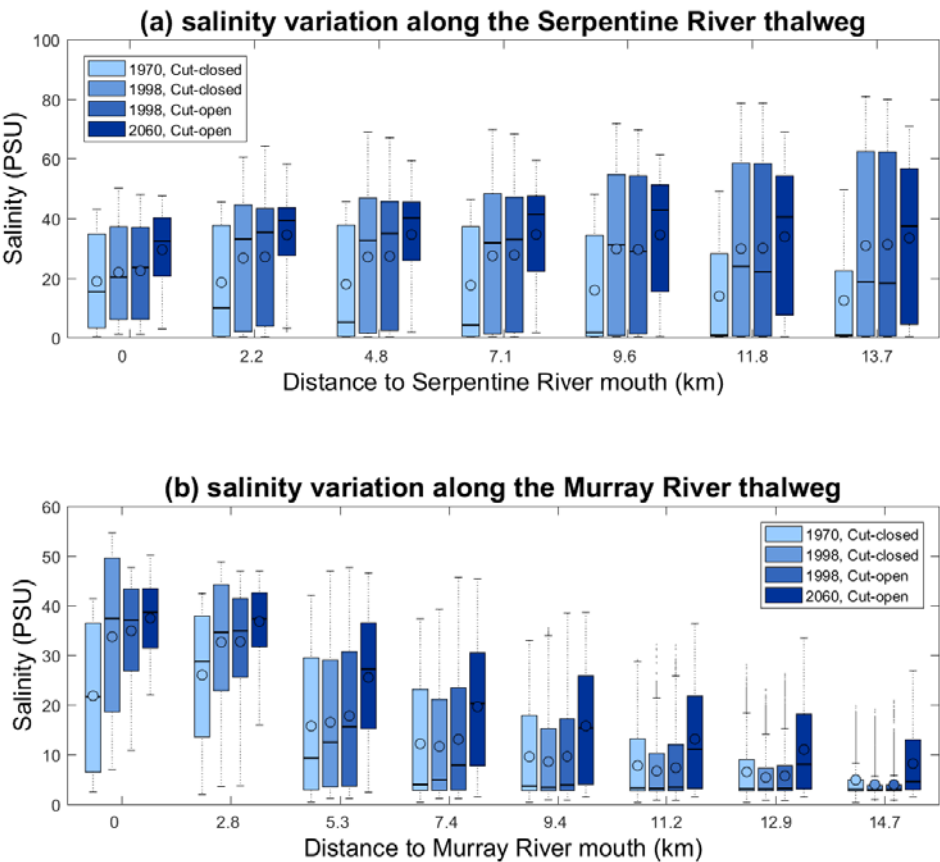 (a) salinity variation along the Serpentine River thalweg
100
80
60
40
20
0
Salinity (PSU)
1970, Cut-closed
1998, Cut-closed
1998, Cut-open
2060, Cut-open
0 2.2 4.8 7.1 9.6 11.8 13.7
Distance to Serpentine River mouth (km)
(b) salinity variation along the Murray River thalweg
60
50
40
30
20
10
0
Salinity (PSU)
1970, Cut-closed
1998, Cut-closed
1998, Cut-open
2060, Cut-open
0 2.8 5.3 7.4 9.4 11.2 12.9 14.7
Distance to Murray River mouth (km)